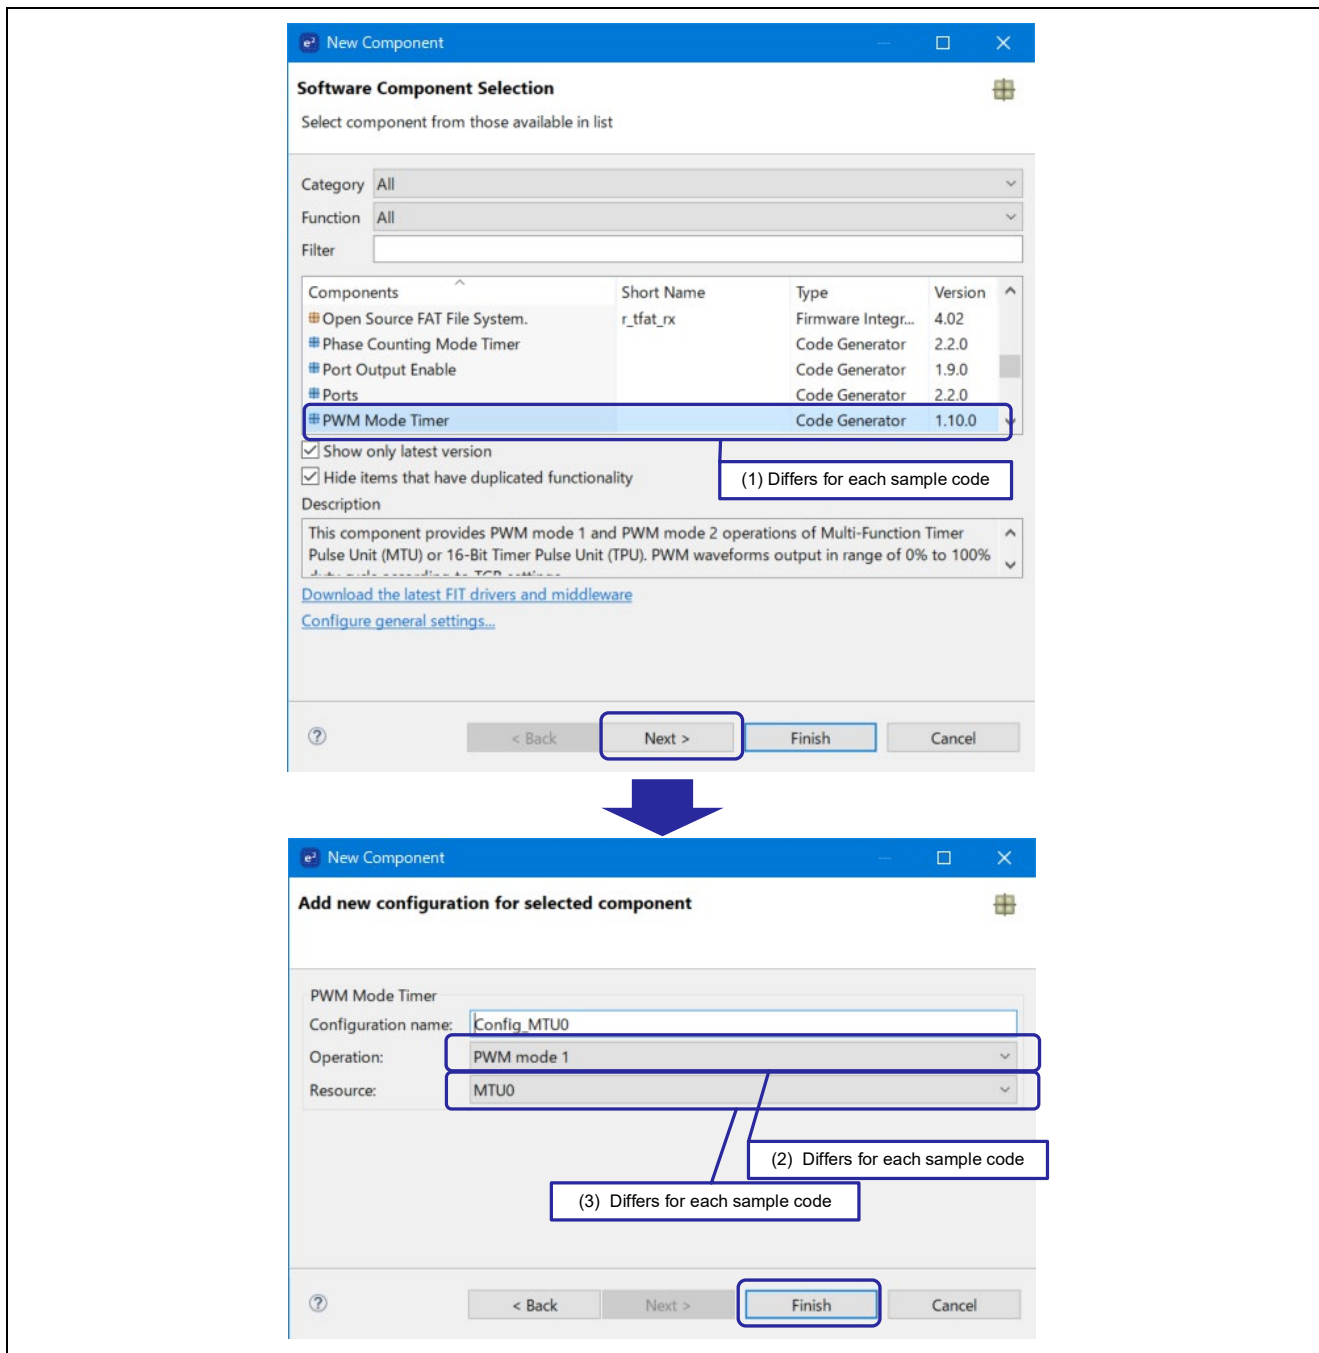 e² New Component
Software Component Selection
Select component from those available in list
Category All
Function All
Filter
Components Short Name Type Version
Open Source FAT File System. r_tfat_rx Firmware Integr... 4.02
Phase Counting Mode Timer Code Generator 2.2.0
Port Output Enable Code Generator 1.9.0
Ports Code Generator 2.2.0
PWM Mode Timer Code Generator 1.10.0
Show only latest version
Hide items that have duplicated functionality
(1) Differs for each sample code
Description
This component provides PWM mode 1 and PWM mode 2 operations of Multi-Function Timer
Pulse Unit (MTU) or 16-Bit Timer Pulse Unit (TPU). PWM waveforms output in range of 0% to 100%
duty cycle according to TGR settings
Download the latest FIT drivers and middleware
Configure general settings...
? < Back Next > Finish Cancel
e² New Component
Add new configuration for selected component
PWM Mode Timer
Configuration name: Config_MTU0
Operation: PWM mode 1
Resource: MTU0
(2) Differs for each sample code
(3) Differs for each sample code
? < Back Next > Finish Cancel